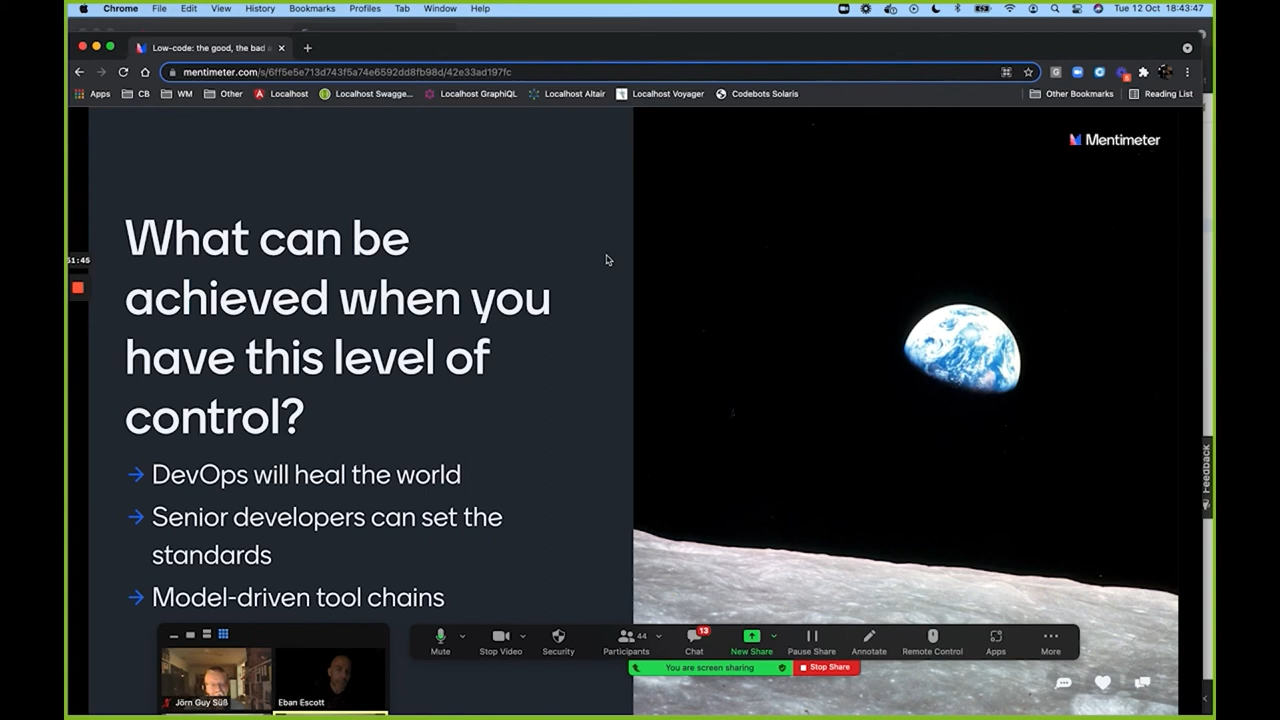 Chrome File Edit View History Bookmarks Profiles Tab Window Help Tue 12 Oct 18:43:47
Low-code: the good, the bad
mentimeter.com/s/6ff5e5e713d743f5a74e6592dd8fb98d/42e33ad197fc
Apps CB WM Other Localhost Localhost Swagge... Localhost GraphiQL Localhost Altair Localhost Voyager Codebots Solaris Other Bookmarks Reading List
Mentimeter
What can be
achieved when you
have this level of
control?
→ DevOps will heal the world
→ Senior developers can set the
standards
→ Model-driven tool chains
51:45
Feedback
13
44
Mute Stop Video Security Participants Chat New Share Pause Share Annotate Remote Control Apps More
You are screen sharing Stop Share
Jörn Guy Süß Eban Escott